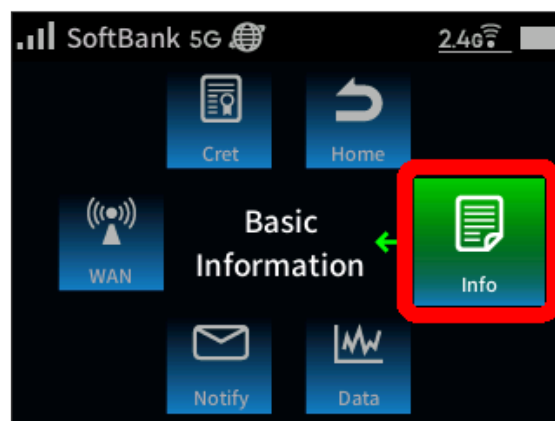 SoftBank 5G 2.4G
Cret Home
Basic
Information
WAN
Info
Notify Data